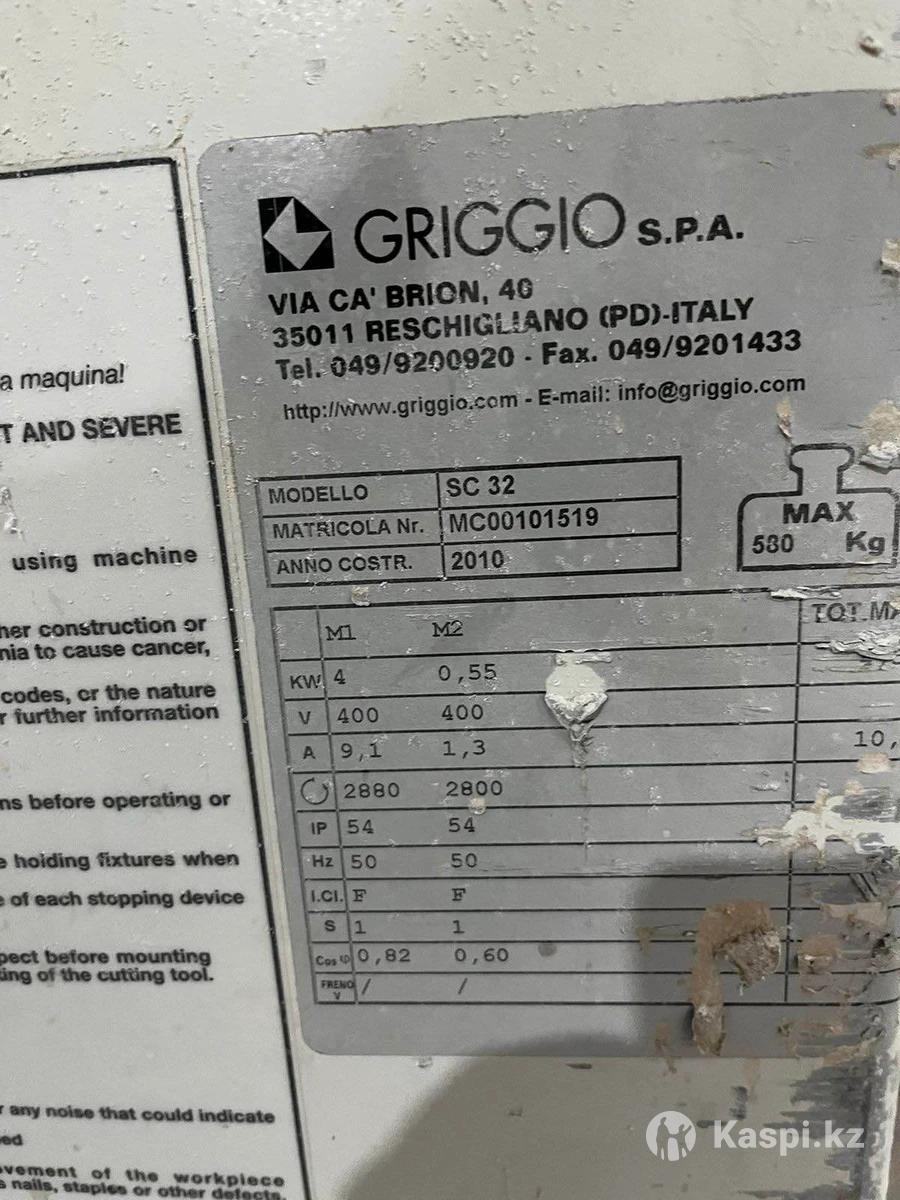 a maquina!
T AND SEVERE
using machine
her construction or
nia to cause cancer,
codes, or the nature
r further information
ns before operating or
e holding fixtures when
e of each stopping device
pect before mounting
ing of the cutting tool.
r any noise that could indicate
ed
ovement of the workpiece
s nails, staples or other defects.
GRIGGIO S.P.A.
VIA CA' BRION, 40
35011 RESCHIGLIANO (PD)-ITALY
Tel. 049/9200920 - Fax. 049/9201433
http://www.griggio.com - E-mail: info@griggio.com
MODELLO SC 32
MATRICOLA Nr. MC00101519
ANNO COSTR. 2010
MAX
580 Kg
M1 M2 TOT.MA
KW 4 0,55
V 400 400
A 9,1 1,3 10,
2880 2800
IP 54 54
Hz 50 50
I.Cl. F F
S 1 1
Cos φ 0,82 0,60
FRENO V / /
Kaspi.kz